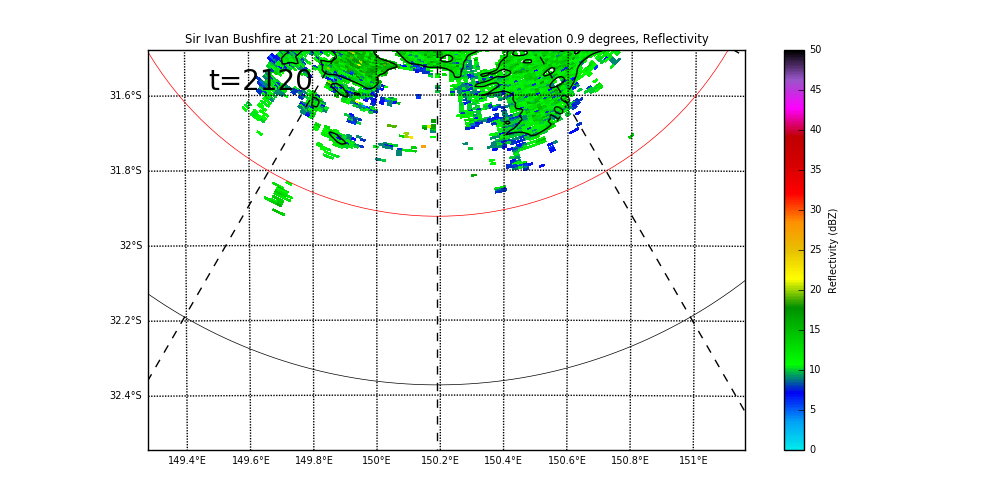 Sir Ivan Bushfire at 21:20 Local Time on 2017 02 12 at elevation 0.9 degrees, Reflectivity
t=2120
31.6°S
31.8°S
32°S
32.2°S
32.4°S
149.4°E 149.6°E 149.8°E 150°E 150.2°E 150.4°E 150.6°E 150.8°E 151°E
50
45
40
35
30
25
20
15
10
5
0
Reflectivity (dBZ)